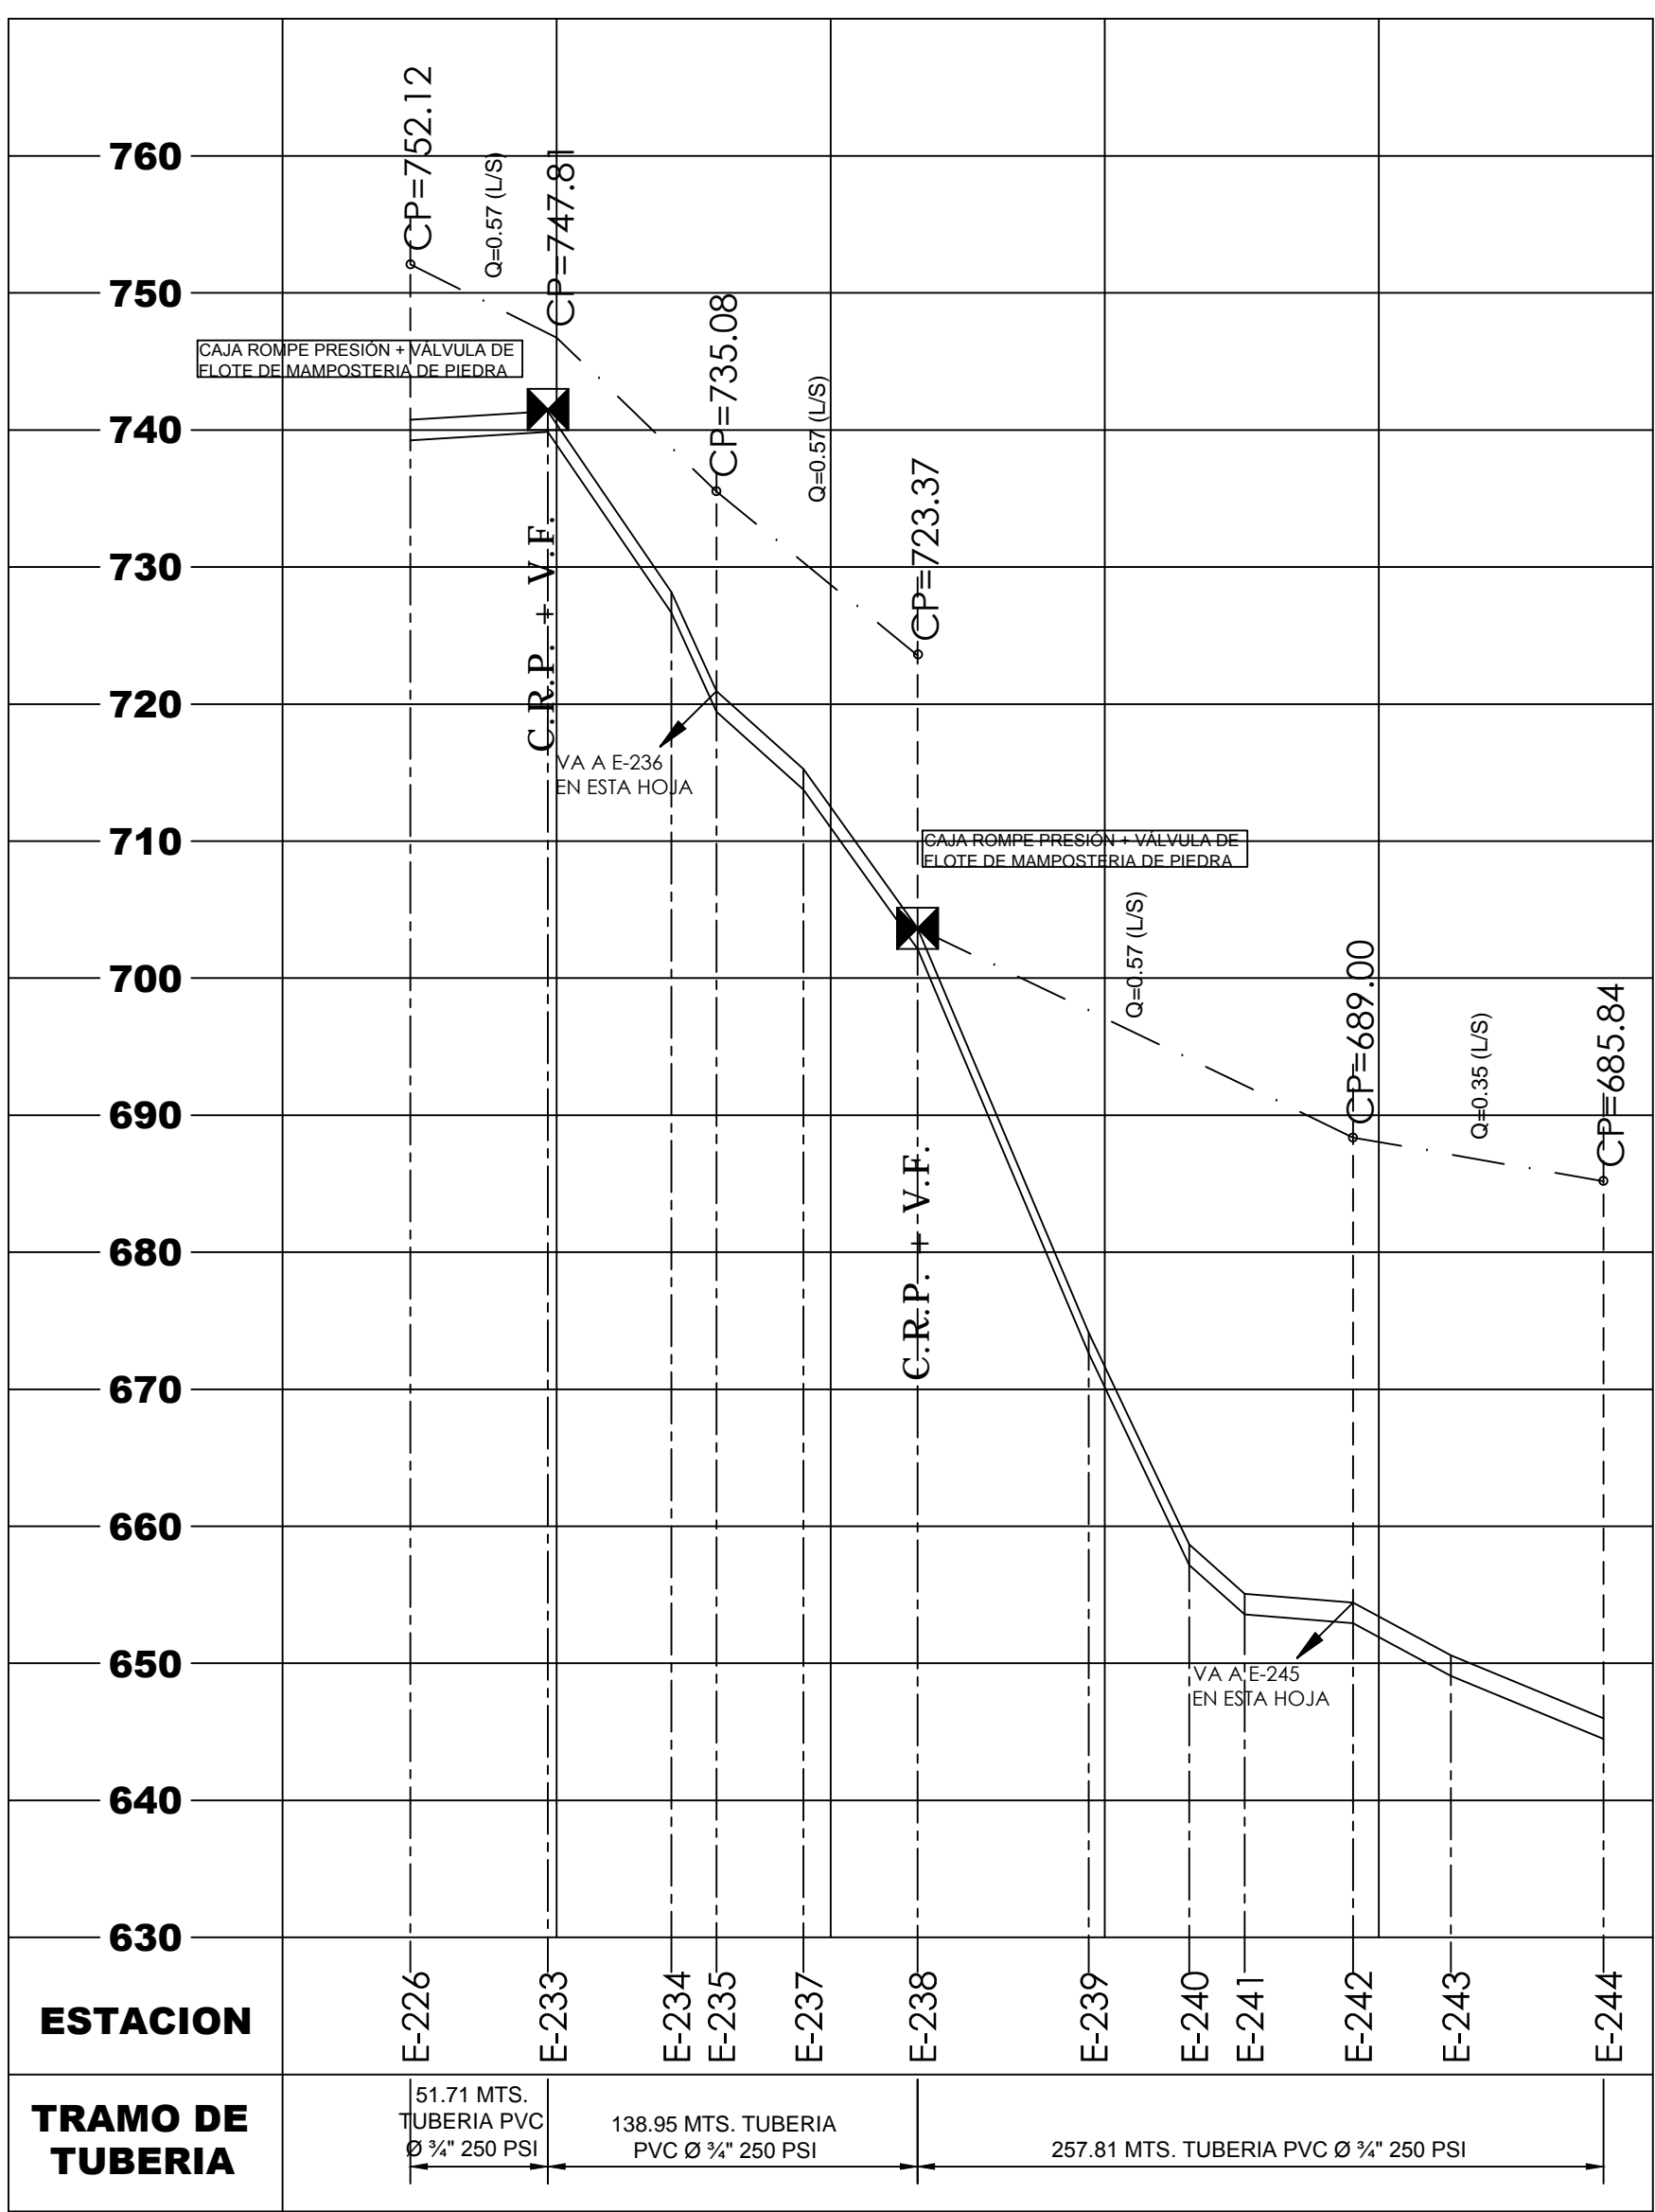 760
750
740
730
720
710
700
690
680
670
660
650
640
630
CP=752.12
Q=0.57 (L/S)
CP=747.81
CAJA ROMPE PRESIÓN + VÁLVULA DE
FLOTE DE MAMPOSTERIA DE PIEDRA
C.R.P. + V.F.
CP=735.08
Q=0.57 (L/S)
CP=723.37
VA A E-236
EN ESTA HOJA
CAJA ROMPE PRESIÓN + VÁLVULA DE
FLOTE DE MAMPOSTERIA DE PIEDRA
C.R.P. + V.F.
Q=0.57 (L/S)
CP=689.00
Q=0.35 (L/S)
CP=685.84
VA A E-245
EN ESTA HOJA
ESTACION
E-226
E-233
E-234
E-235
E-237
E-238
E-239
E-240
E-241
E-242
E-243
E-244
TRAMO DE
TUBERIA
51.71 MTS.
TUBERIA PVC
Ø ¾" 250 PSI
138.95 MTS. TUBERIA
PVC Ø ¾" 250 PSI
257.81 MTS. TUBERIA PVC Ø ¾" 250 PSI